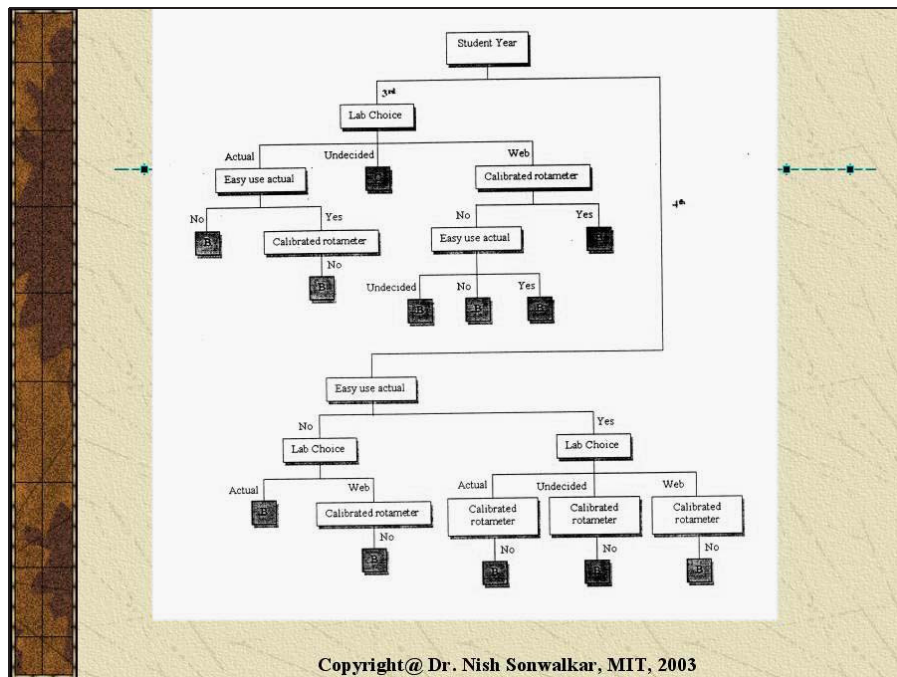 Student Year
3rd
Lab Choice
Actual
Undecided
Web
Easy use actual
Calibrated rotameter
4th
No
Yes
No
Yes
B
Calibrated rotameter
Easy use actual
No
B
Undecided
No
Yes
B
B
B
Easy use actual
No
Yes
Lab Choice
Lab Choice
Actual
Web
Actual
Undecided
Web
B
Calibrated rotameter
Calibrated
rotameter
Calibrated
rotameter
Calibrated
rotameter
No
No
No
No
B
B
B
B
Copyright@ Dr. Nish Sonwalkar, MIT, 2003